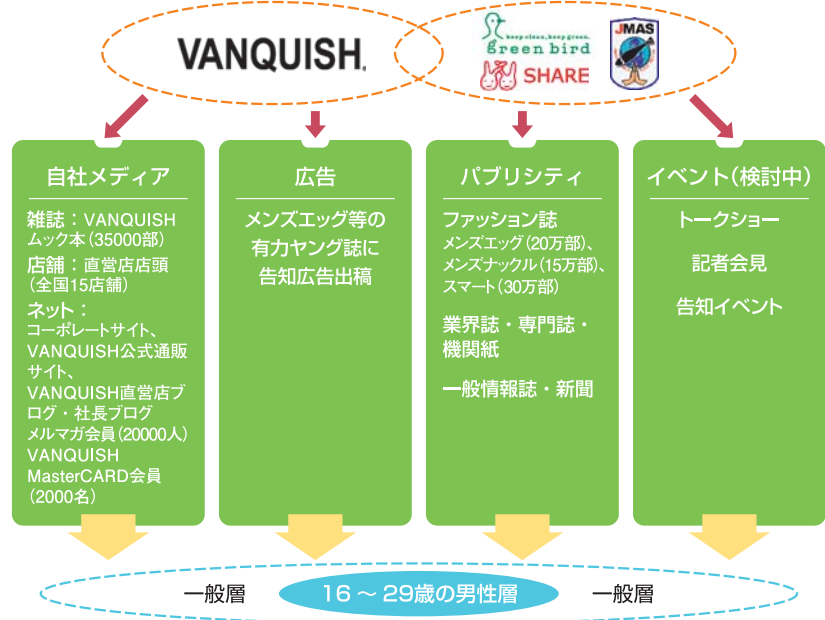 VANQUISH.
keep clean, keep green.
green bird
SHARE
JMAS
自社メディア
雑誌：VANQUISH
ムック本（35000部）
店舗：直営店店頭
（全国15店舗）
ネット：
コーポレートサイト、
VANQUISH公式通販
サイト、
VANQUISH直営店ブ
ログ・社長ブログ
メルマガ会員（20000人）
VANQUISH
MasterCARD会員
（2000名）
広告
メンズエッグ等の
有力ヤング誌に
告知広告出稿
パブリシティ
ファッション誌
メンズエッグ（20万部）、
メンズナックル（15万部）、
スマート（30万部）
業界誌・専門誌・
機関紙
一般情報誌・新聞
イベント（検討中）
トークショー
記者会見
告知イベント
一般層
16～29歳の男性層
一般層